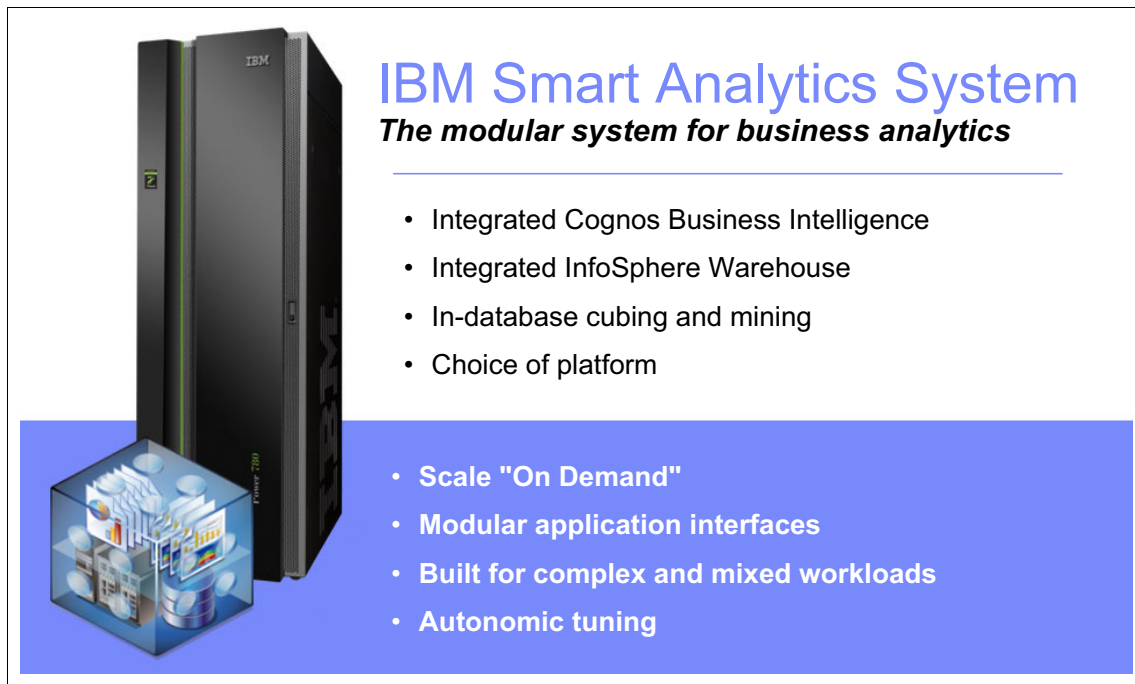 IBM
IBM Smart Analytics System
The modular system for business analytics
• Integrated Cognos Business Intelligence
• Integrated InfoSphere Warehouse
• In-database cubing and mining
• Choice of platform
IBM
Power 780
• Scale "On Demand"
• Modular application interfaces
• Built for complex and mixed workloads
• Autonomic tuning